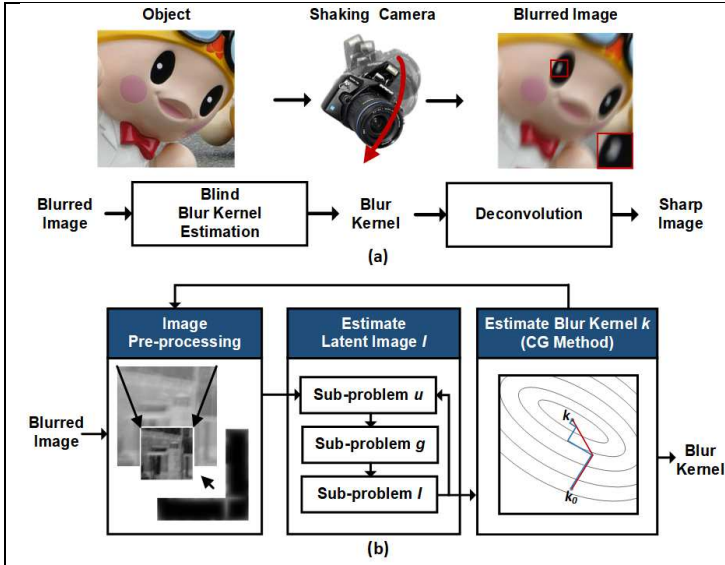 Object
Shaking Camera
Blurred Image
Blurred
Image
Blind
Blur Kernel
Estimation
Blur
Kernel
Deconvolution
Sharp
Image
(a)
Image
Pre-processing
Estimate
Latent Image I
Estimate Blur Kernel k
(CG Method)
Blurred
Image
Sub-problem u
Sub-problem g
Sub-problem I
k
k0
Blur
Kernel
(b)